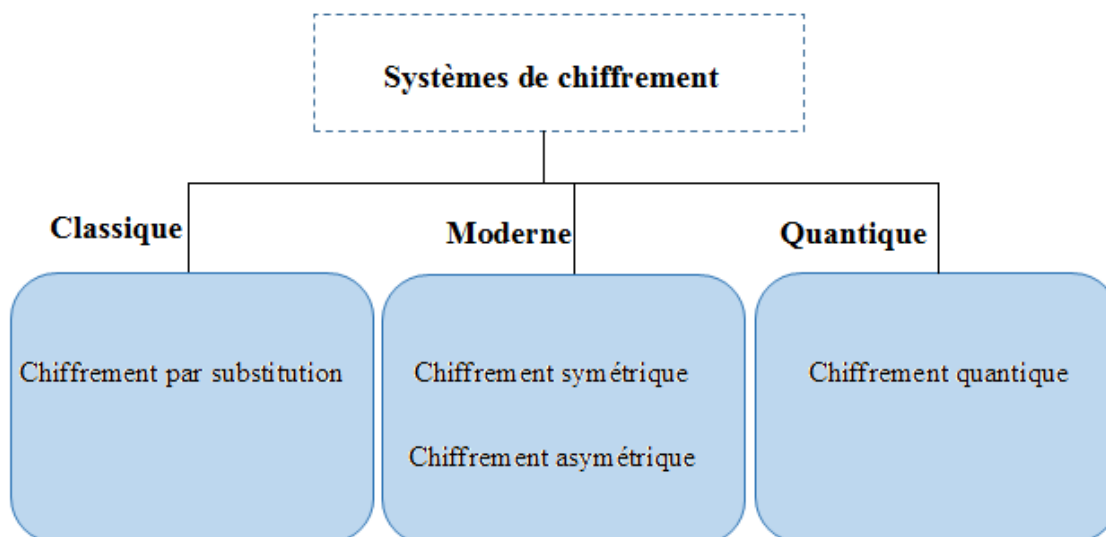 Systèmes de chiffrement
Classique
Moderne
Quantique
Chiffrement par substitution
Chiffrement symétrique
Chiffrement quantique
Chiffrement asymétrique